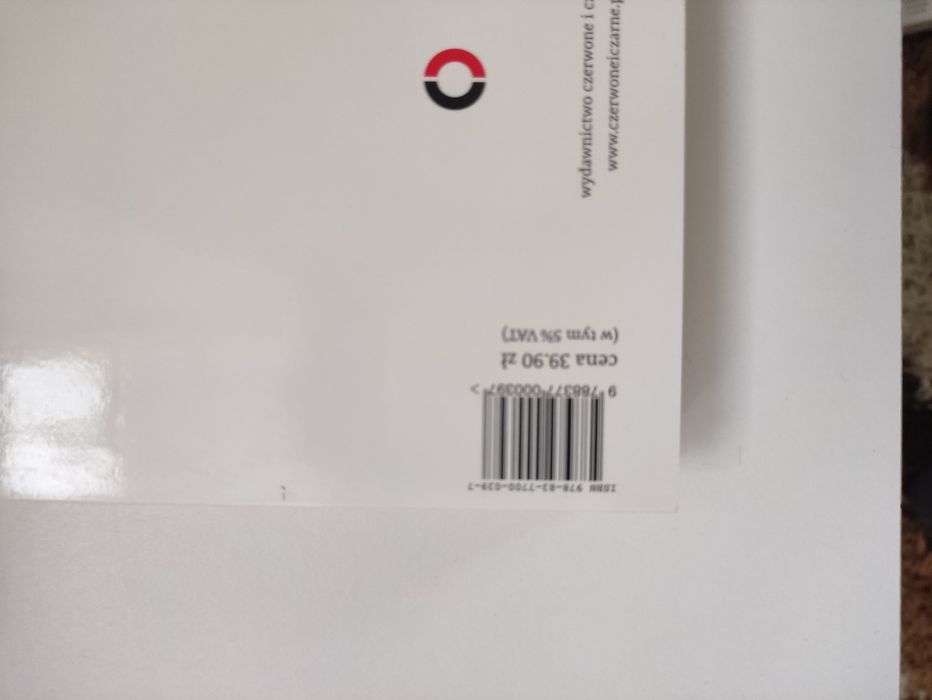 ISBN 978-83-7700-039-7
9 788377 000397 >
cena 39.90 zł
(w tym 5% VAT)
wydawnictwo czerwone i
www.czerwoneiczarne.p